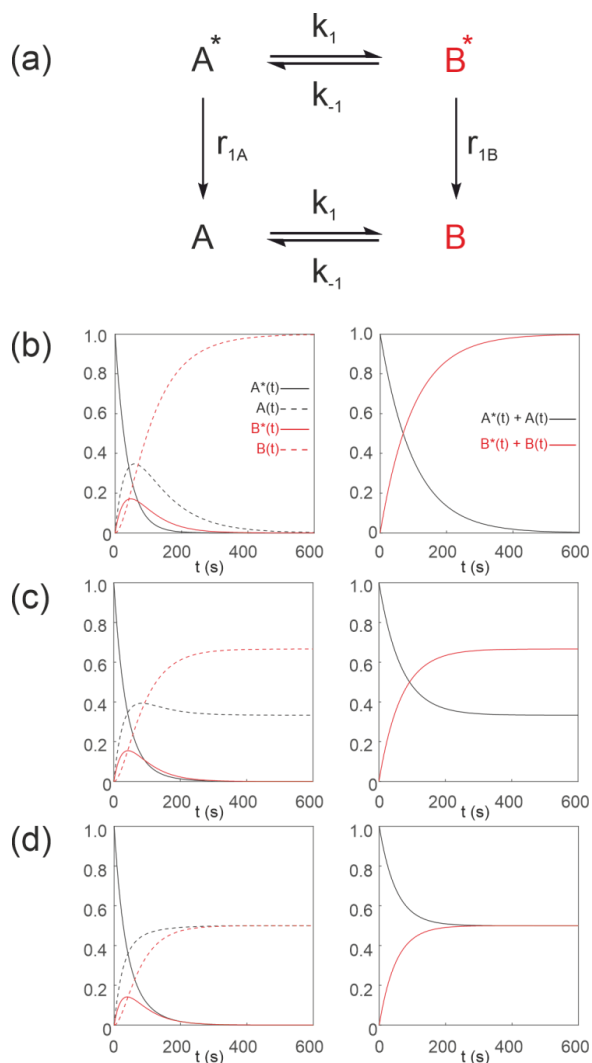 (a)
A* k₁ B*
k₋₁
r₁A r₁B
A k₁ B
k₋₁
(b)
1.0 1.0
0.8 0.8
0.6 0.6
0.4 0.4
0.2 0.2
0 0
A*(t)
A(t)
B*(t)
B(t)
A*(t) + A(t)
B*(t) + B(t)
0 200 400 600 0 200 400 600
t (s) t (s)
(c)
1.0 1.0
0.8 0.8
0.6 0.6
0.4 0.4
0.2 0.2
0 0
0 200 400 600 0 200 400 600
t (s) t (s)
(d)
1.0 1.0
0.8 0.8
0.6 0.6
0.4 0.4
0.2 0.2
0 0
0 200 400 600 0 200 400 600
t (s) t (s)